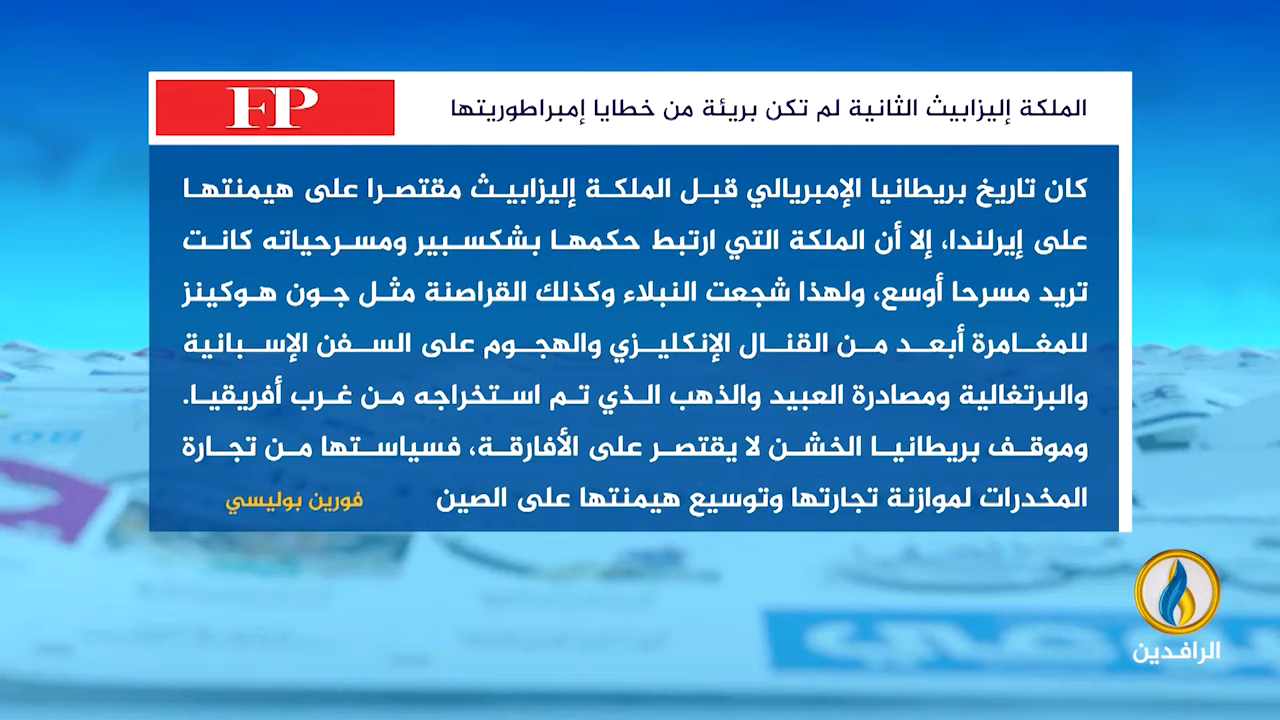 FP
الملكة إليزابيث الثانية لم تكن بريئة من خطايا إمبراطوريتها
كان تاريخ بريطانيا الإمبريالي قبل الملكة إليزابيث مقتصرا على هيمنتها
على إيرلندا، إلا أن الملكة التي ارتبط حكمها بشكسبير ومسرحياته كانت
تريد مسرحا أوسع، ولهذا شجعت النبلاء وكذلك القراصنة مثل جون هوكينز
للمغامرة أبعد من القنال الإنكليزي والهجوم على السفن الإسبانية
والبرتغالية ومصادرة العبيد والذهب الذي تم استخراجه من غرب أفريقيا.
وموقف بريطانيا الخشن لا يقتصر على الأفارقة، فسياستها من تجارة
المخدرات لموازنة تجارتها وتوسيع هيمنتها على الصين
فورين بوليسي
الرافدين